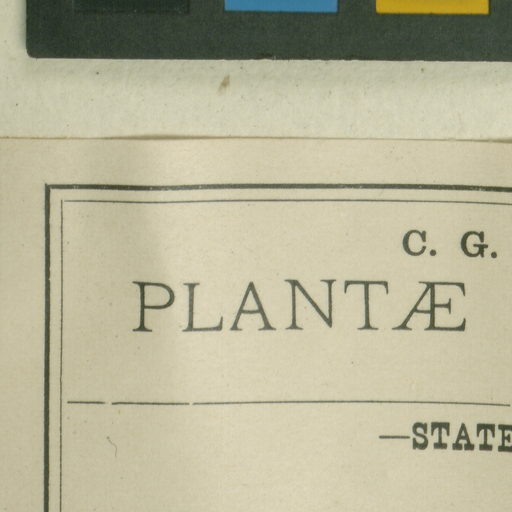 C. G.
PLANTÆ
—STATE